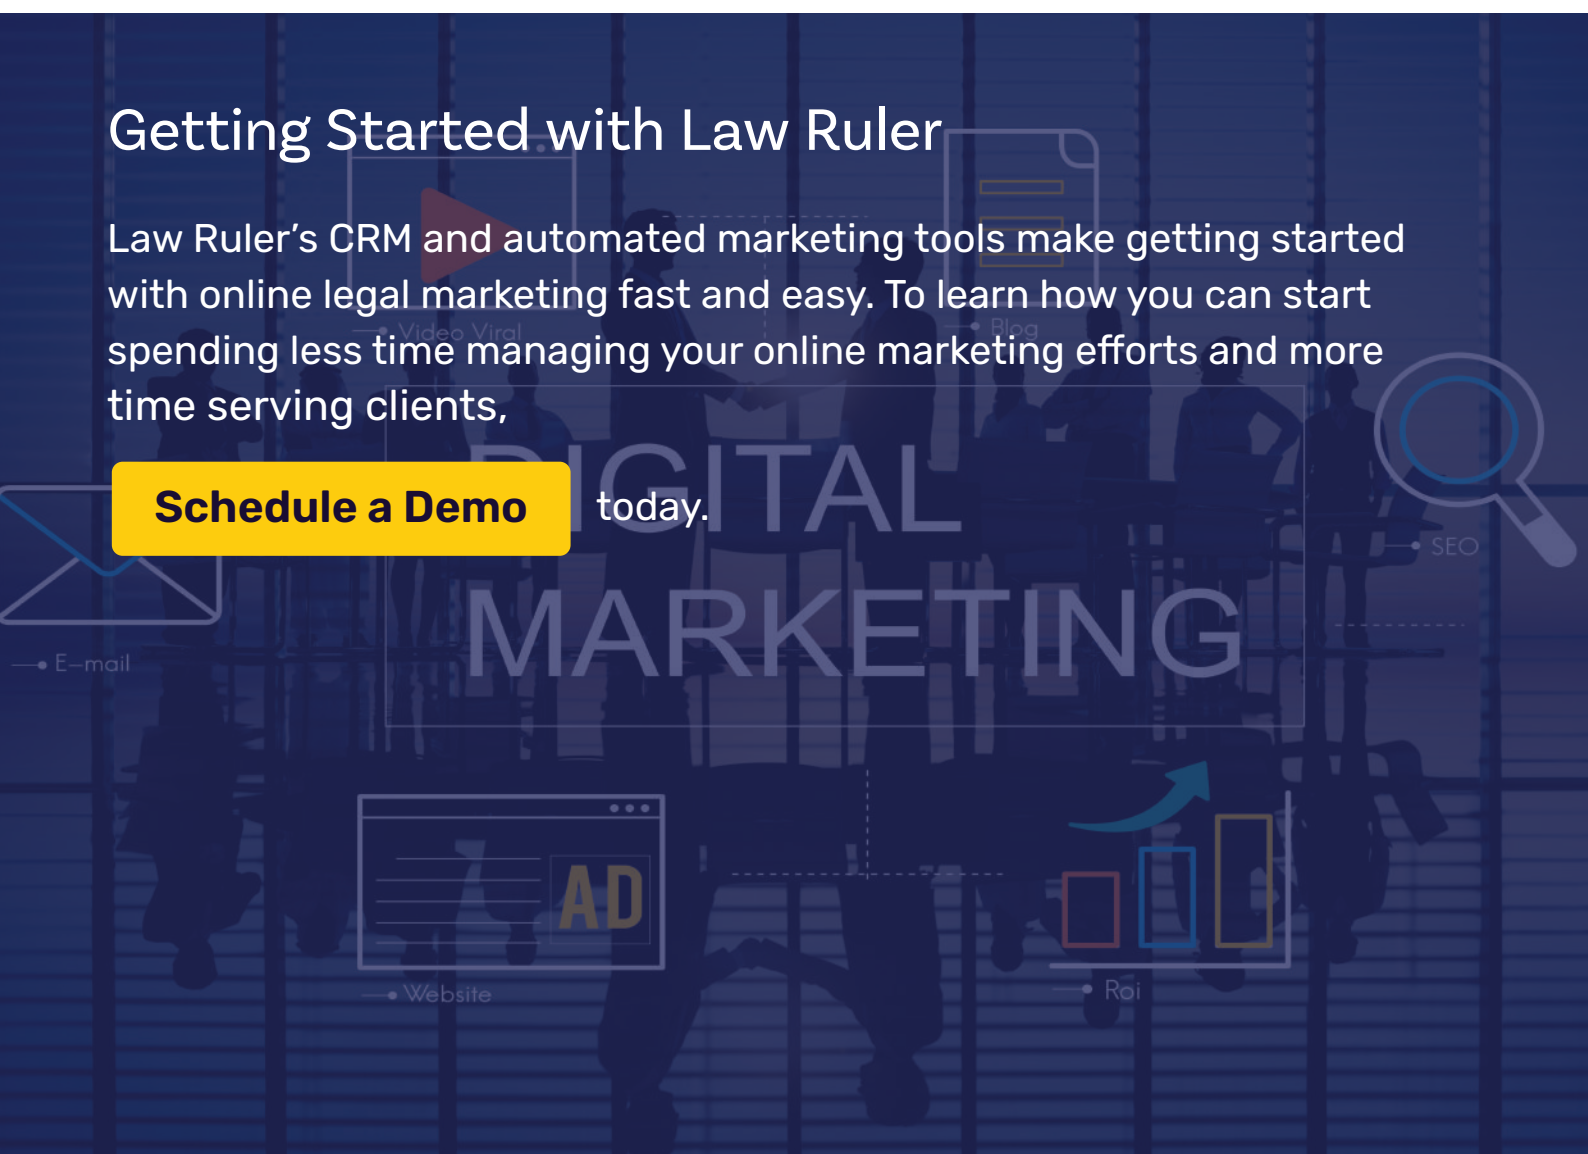 Getting Started with Law Ruler
Law Ruler’s CRM and automated marketing tools make getting started
with online legal marketing fast and easy. To learn how you can start
spending less time managing your online marketing efforts and more
time serving clients,
Schedule a Demo today.
Video Viral
Blog
DIGITAL
MARKETING
SEO
E-mail
AD
Website
Roi